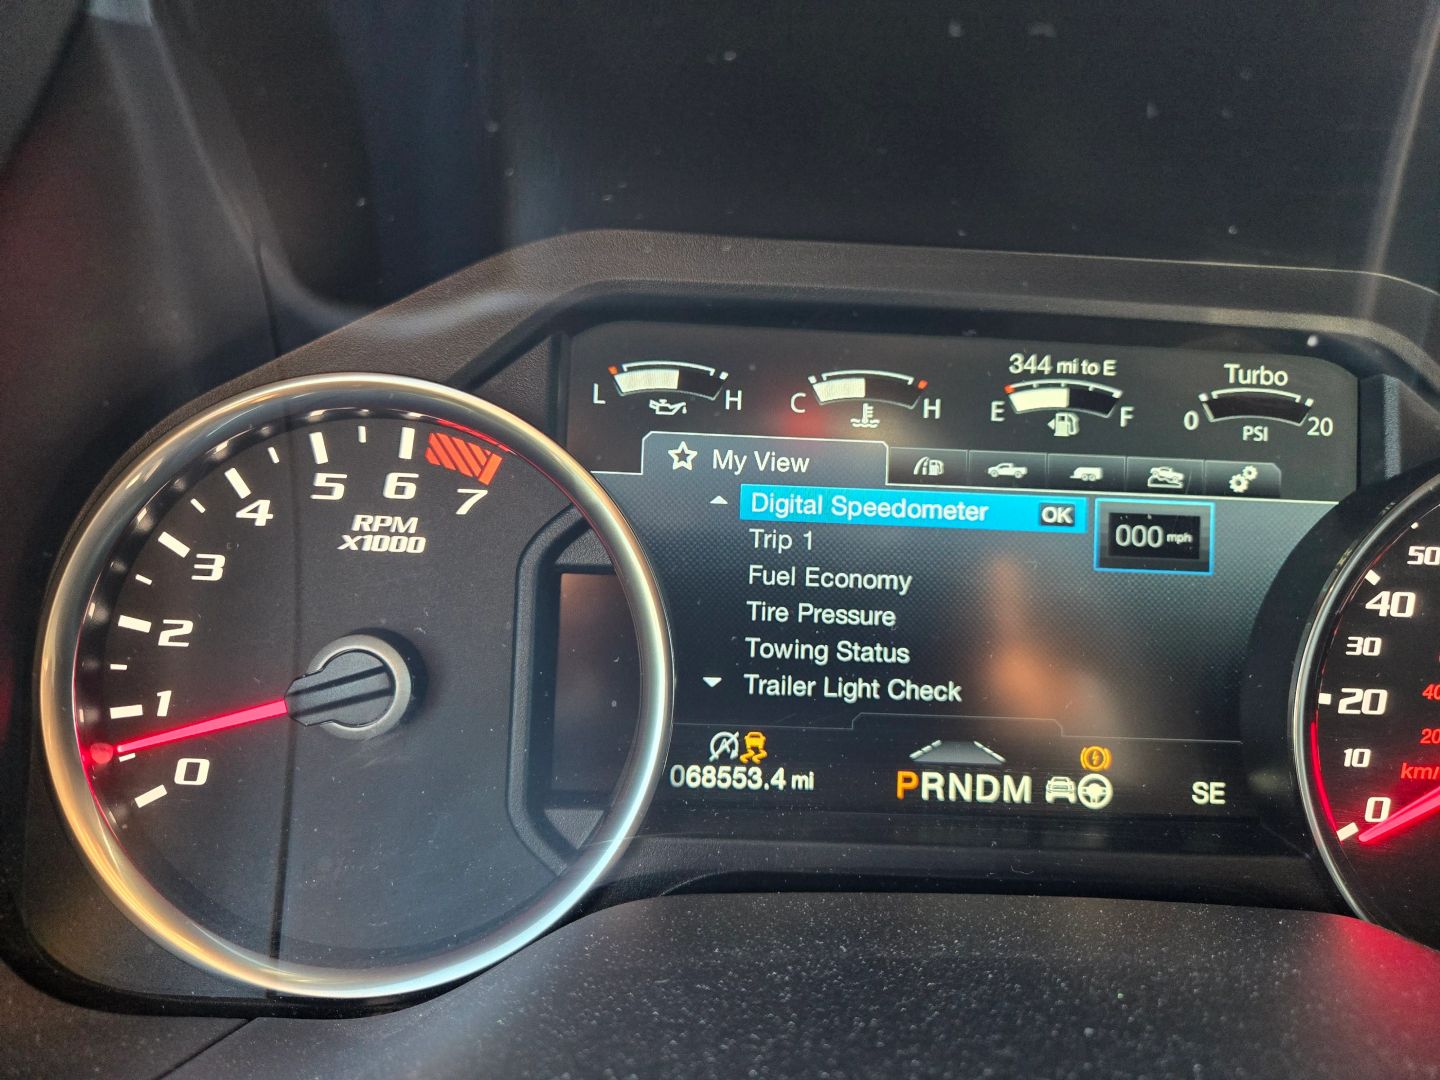 344 mi to E
L H
C H
E F
Turbo
0 20
PSI
My View
Digital Speedometer OK
000 mph
Trip 1
Fuel Economy
Tire Pressure
Towing Status
Trailer Light Check
068553.4 mi
PRNDM
A
SE
0
1
2
3
4
5
6
7
RPM
X1000
50
40
30
20
10
0
20
km/